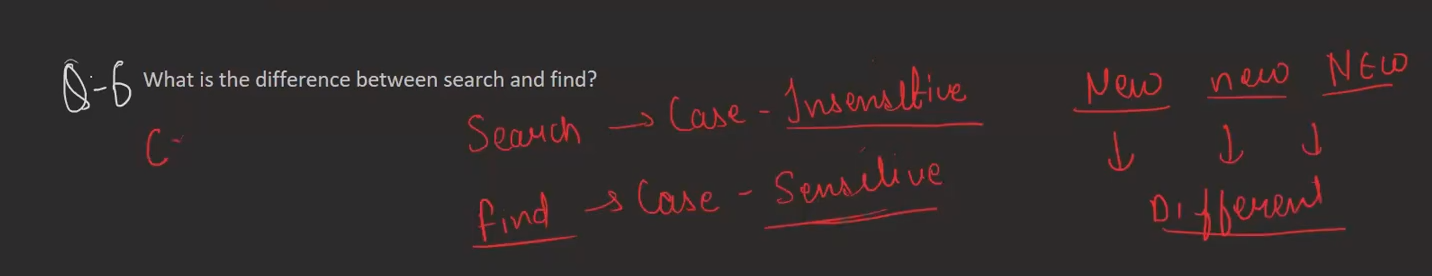 Q-6 What is the difference between search and find?
New new NEW
Search → Case - Insensitive
C-
↓ ↓ ↓
Find → Case - Sensitive
Different